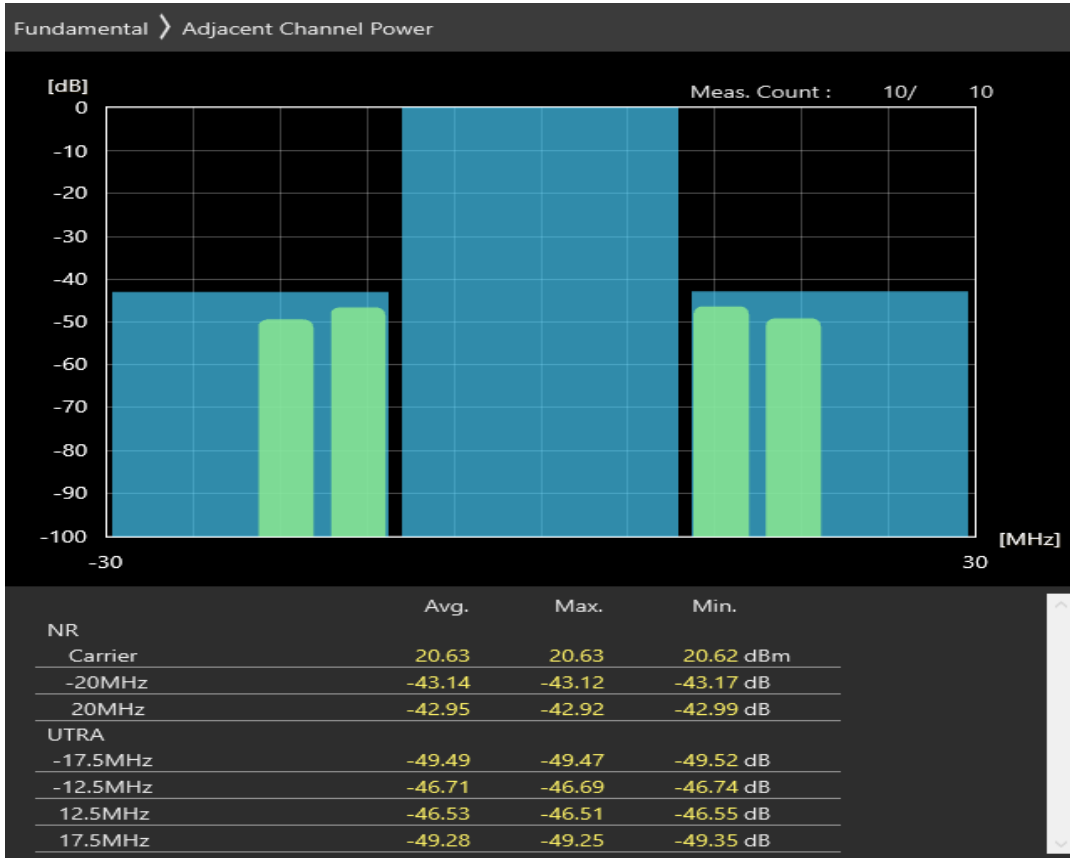 Fundamental 〉 Adjacent Channel Power
[dB]
Meas. Count : 10/ 10
0
-10
-20
-30
-40
-50
-60
-70
-80
-90
-100
[MHz]
-30 30
Avg. Max. Min.
NR
Carrier 20.63 20.63 20.62 dBm
-20MHz -43.14 -43.12 -43.17 dB
20MHz -42.95 -42.92 -42.99 dB
UTRA
-17.5MHz -49.49 -49.47 -49.52 dB
-12.5MHz -46.71 -46.69 -46.74 dB
12.5MHz -46.53 -46.51 -46.55 dB
17.5MHz -49.28 -49.25 -49.35 dB